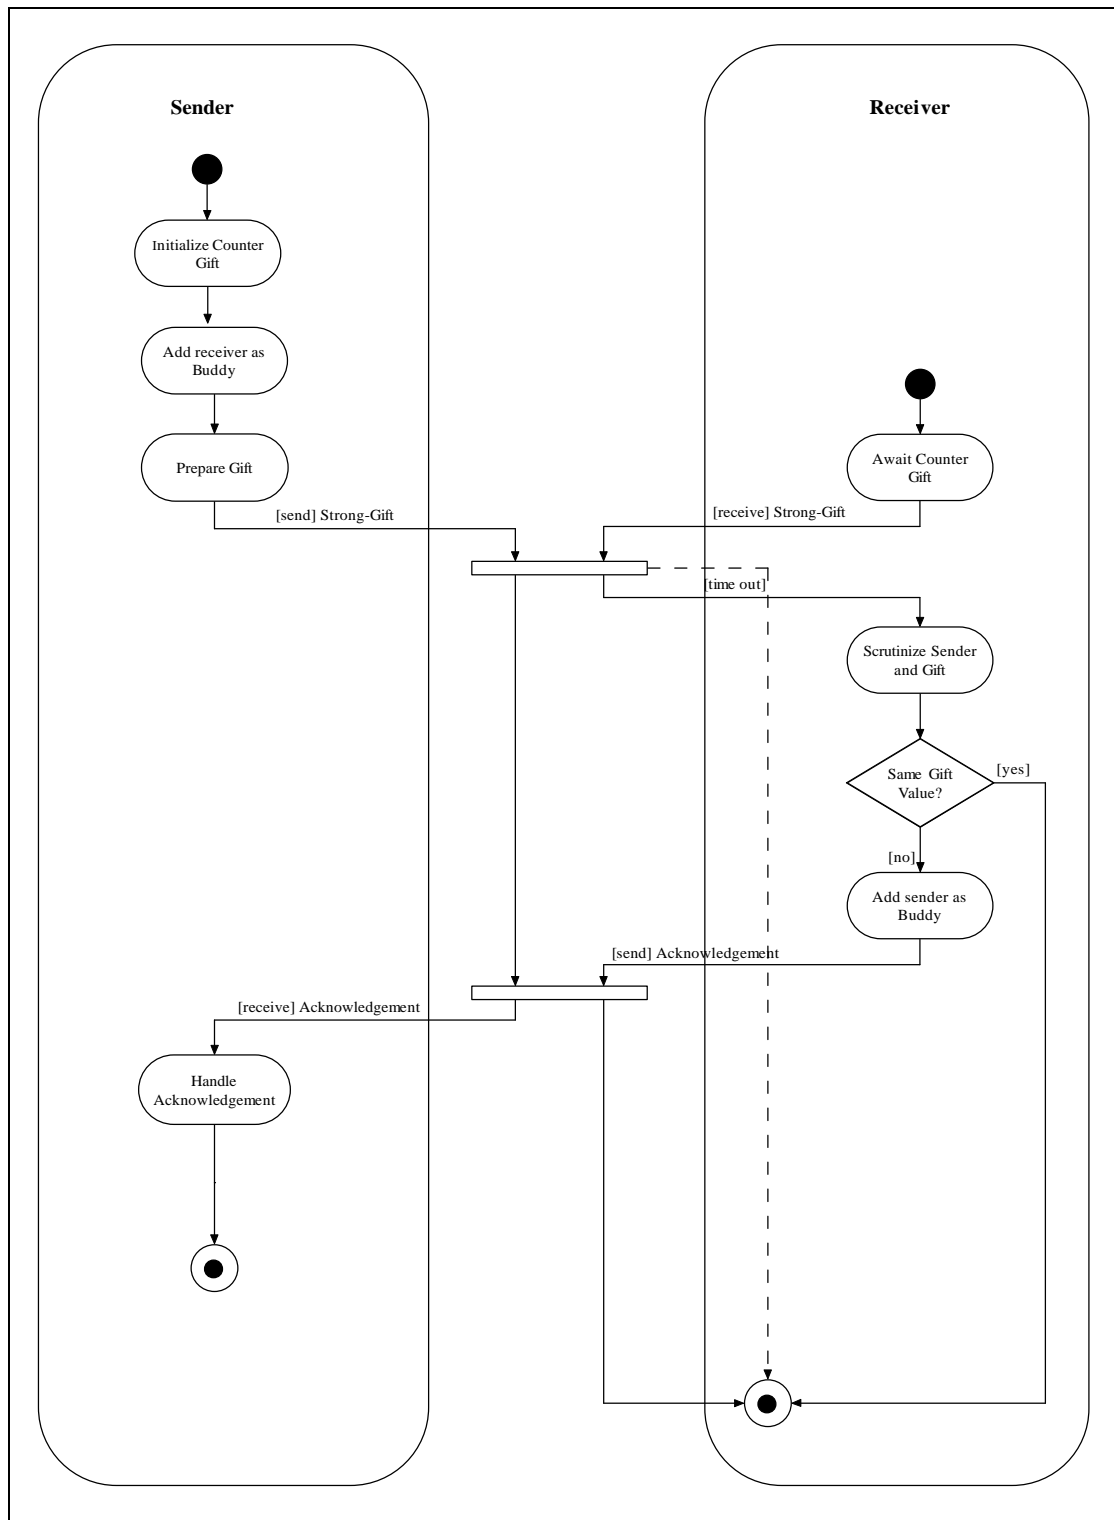 Sender
Receiver
Initialize Counter
Gift
Add receiver as
Buddy
Prepare Gift
Await Counter
Gift
[send] Strong-Gift
[receive] Strong-Gift
[time out]
Scrutinize Sender
and Gift
Same Gift
Value?
[yes]
[no]
Add sender as
Buddy
[send] Acknowledgement
[receive] Acknowledgement
Handle
Acknowledgement